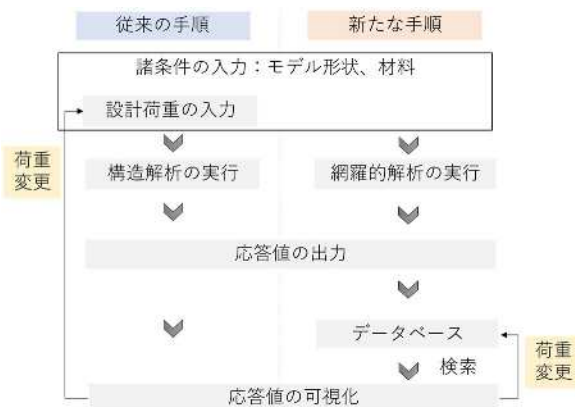 従来の手順
新たな手順
諸条件の入力：モデル形状、材料
設計荷重の入力
荷重
変更
構造解析の実行
網羅的解析の実行
応答値の出力
データベース
検索
荷重
変更
応答値の可視化